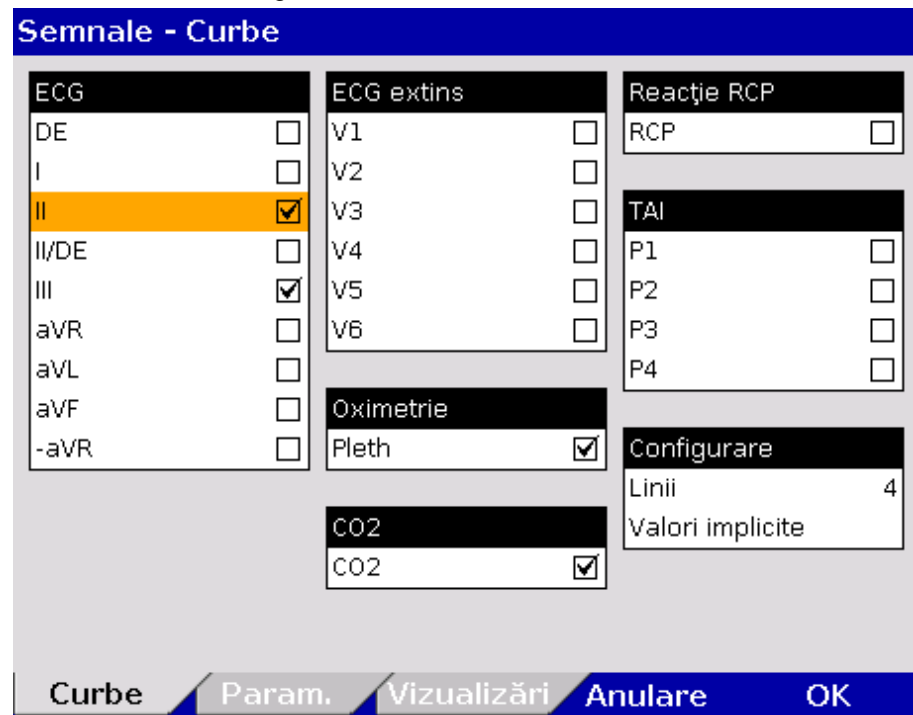 Semnale - Curbe
ECG
DE
I
II
II/DE
III
aVR
aVL
aVF
-aVR
ECG extins
V1
V2
V3
V4
V5
V6
Oximetrie
Pleth
CO2
CO2
Reacţie RCP
RCP
TAI
P1
P2
P3
P4
Configurare
Linii 4
Valori implicite
Curbe Param. Vizualizări Anulare OK